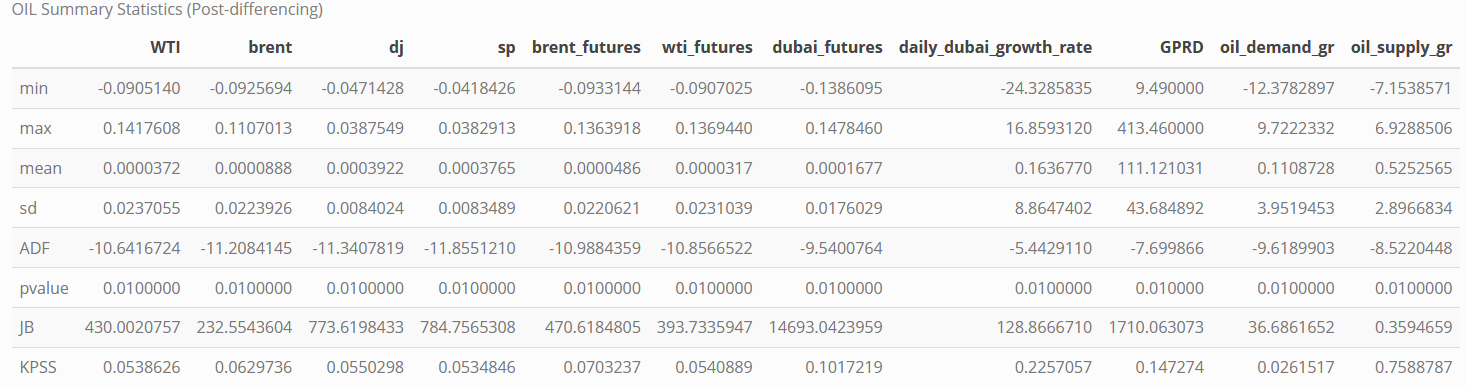 OIL Summary Statistics (Post-differencing)
WTI brent dj sp brent_futures wti_futures dubai_futures daily_dubai_growth_rate GPRD oil_demand_gr oil_supply_gr
min -0.0905140 -0.0925694 -0.0471428 -0.0418426 -0.0933144 -0.0907025 -0.1386095 -24.3285835 9.490000 -12.3782897 -7.1538571
max 0.1417608 0.1107013 0.0387549 0.0382913 0.1363918 0.1369440 0.1478460 16.8593120 413.460000 9.7222332 6.9288506
mean 0.0000372 0.0000888 0.0003922 0.0003765 0.0000486 0.0000317 0.0001677 0.1636770 111.121031 0.1108728 0.5252565
sd 0.0237055 0.0223926 0.0084024 0.0083489 0.0220621 0.0231039 0.0176029 8.8647402 43.684892 3.9519453 2.8966834
ADF -10.6416724 -11.2084145 -11.3407819 -11.8551210 -10.9884359 -10.8566522 -9.5400764 -5.4429110 -7.699866 -9.6189903 -8.5220448
pvalue 0.0100000 0.0100000 0.0100000 0.0100000 0.0100000 0.0100000 0.0100000 0.0100000 0.010000 0.0100000 0.0100000
JB 430.0020757 232.5543604 773.6198433 784.7565308 470.6184805 393.7335947 14693.0423959 128.8666710 1710.063073 36.6861652 0.3594659
KPSS 0.0538626 0.0629736 0.0550298 0.0534846 0.0703237 0.0540889 0.1017219 0.2257057 0.147274 0.0261517 0.7588787